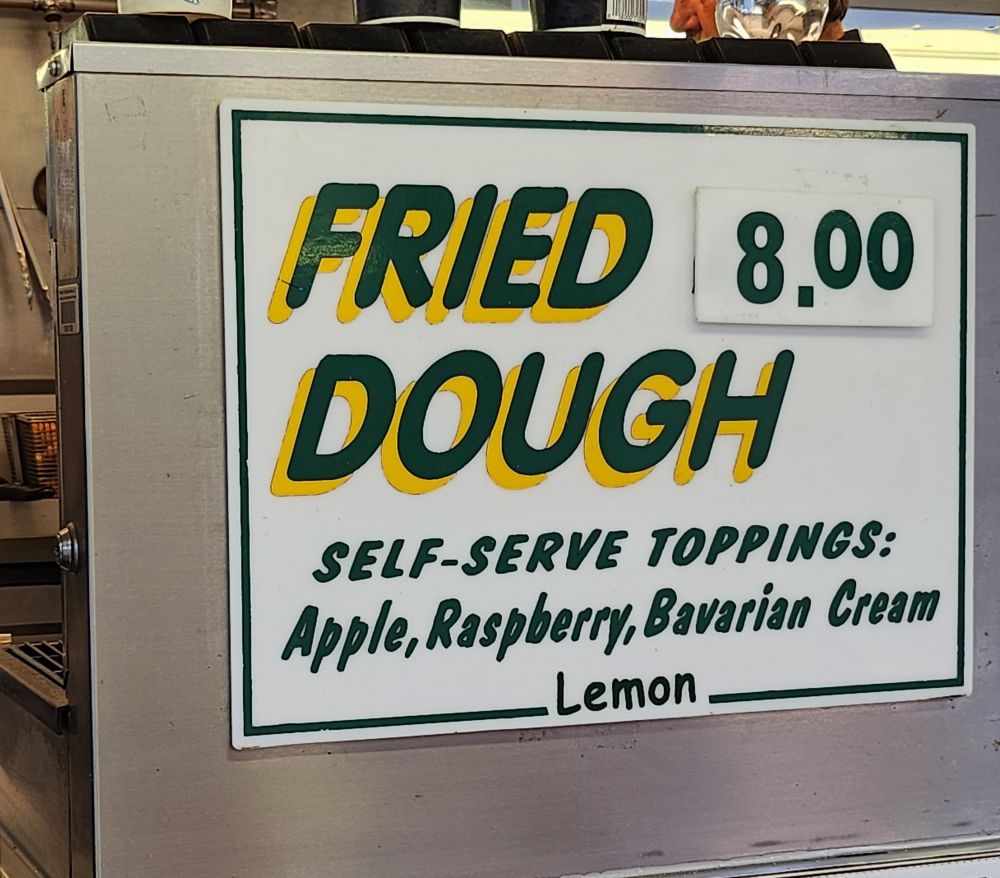 FRIED 8.00
DOUGH
SELF-SERVE TOPPINGS:
Apple, Raspberry, Bavarian Cream
Lemon